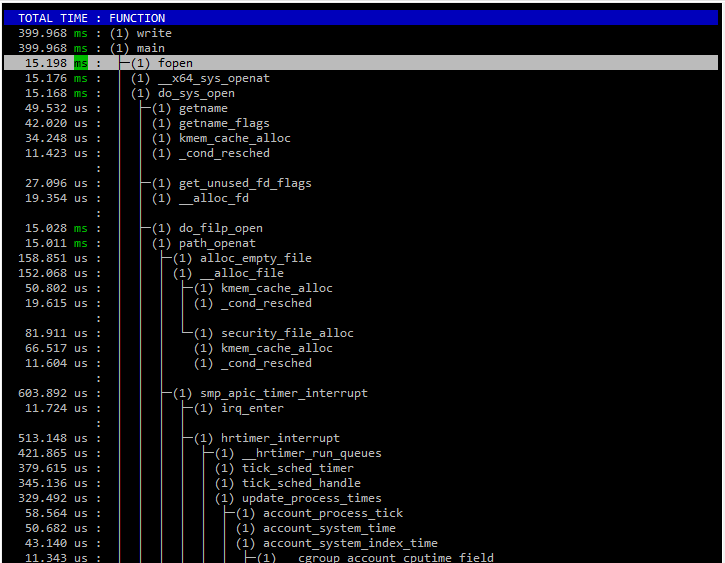 TOTAL TIME : FUNCTION
399.968 ms : (1) write
399.968 ms : (1) main
15.198 ms : (1) fopen
15.176 ms : (1) __x64_sys_openat
15.168 ms : (1) do_sys_open
49.532 us : (1) getname
42.020 us : (1) getname_flags
34.248 us : (1) kmem_cache_alloc
11.423 us : (1) _cond_resched
:
27.096 us : (1) get_unused_fd_flags
19.354 us : (1) __alloc_fd
:
15.028 ms : (1) do_filp_open
15.011 ms : (1) path_openat
158.851 us : (1) alloc_empty_file
152.068 us : (1) __alloc_file
50.802 us : (1) kmem_cache_alloc
19.615 us : (1) _cond_resched
:
81.911 us : (1) security_file_alloc
66.517 us : (1) kmem_cache_alloc
11.604 us : (1) _cond_resched
:
603.892 us : (1) smp_apic_timer_interrupt
11.724 us : (1) irq_enter
:
513.148 us : (1) hrtimer_interrupt
421.865 us : (1) __hrtimer_run_queues
379.615 us : (1) tick_sched_timer
345.136 us : (1) tick_sched_handle
329.492 us : (1) update_process_times
58.564 us : (1) account_process_tick
50.682 us : (1) account_system_time
43.140 us : (1) account_system_index_time
11.343 us : (1) __cgroup_account_cputime_field